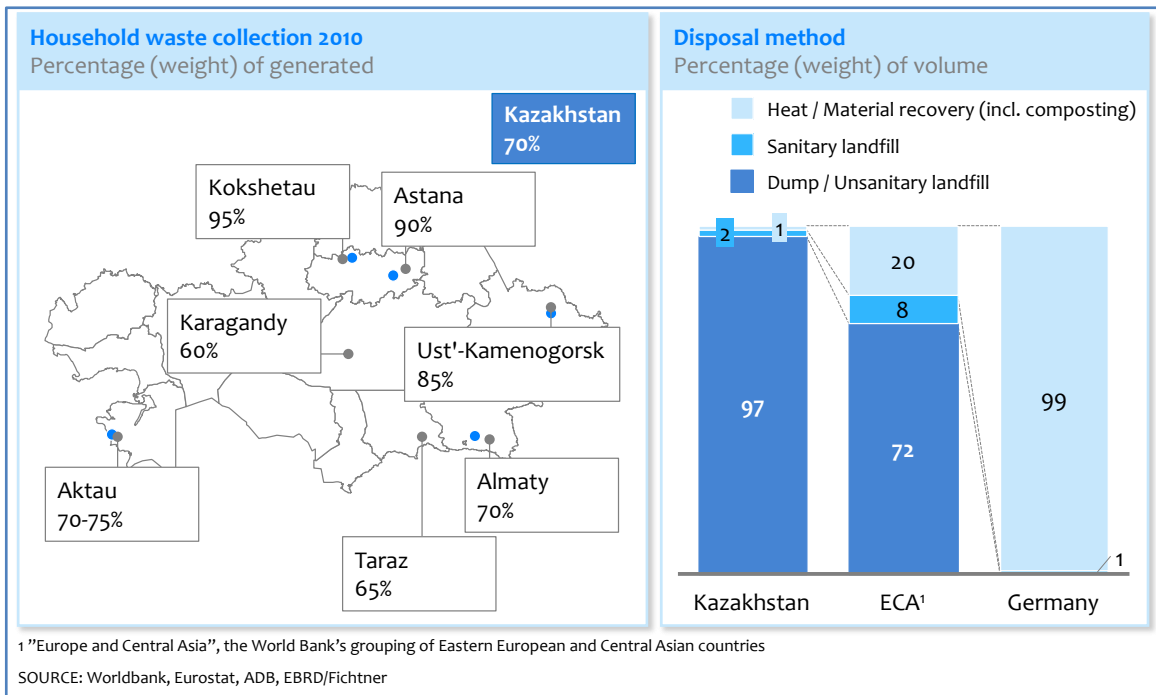 Household waste collection 2010
Percentage (weight) of generated
Kazakhstan
70%
Kokshetau
95%
Astana
90%
Karagandy
60%
Ust'-Kamenogorsk
85%
Aktau
70-75%
Almaty
70%
Taraz
65%
Disposal method
Percentage (weight) of volume
Heat / Material recovery (incl. composting)
Sanitary landfill
Dump / Unsanitary landfill
2
1
97
20
8
72
99
1
Kazakhstan
ECA¹
Germany
1 ”Europe and Central Asia”, the World Bank’s grouping of Eastern European and Central Asian countries
SOURCE: Worldbank, Eurostat, ADB, EBRD/Fichtner